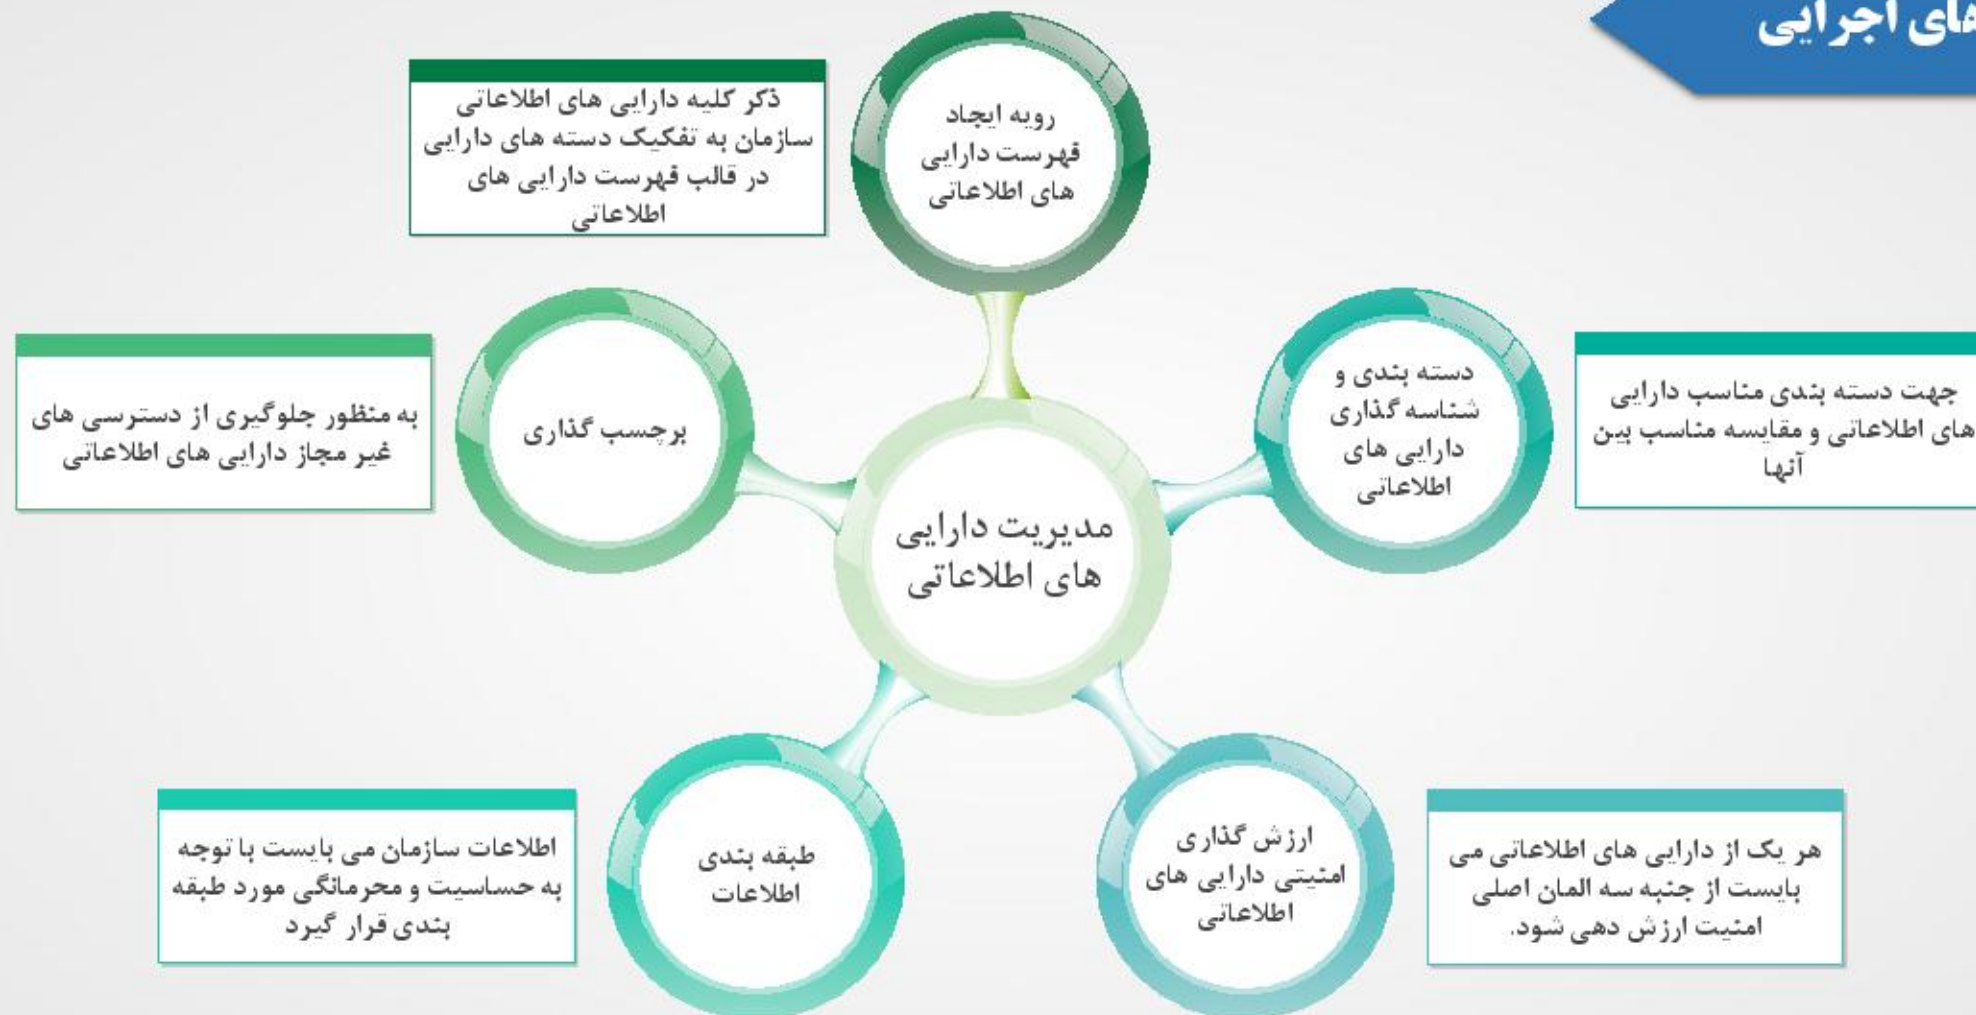 های اجرایی
رویه ایجاد
فهرست دارایی
های اطلاعاتی
ذکر کلیه دارایی های اطلاعاتی
سازمان به تفکیک دسته های دارایی
در قالب فهرست دارایی های
اطلاعاتی
دسته بندی و
شناسه گذاری
دارایی های
اطلاعاتی
جهت دسته بندی مناسب دارایی
های اطلاعاتی و مقایسه مناسب بین
آنها
برچسب گذاری
به منظور جلوگیری از دسترسی های
غیر مجاز دارایی های اطلاعاتی
مدیریت دارایی
های اطلاعاتی
ارزش گذاری
امنیتی دارایی های
اطلاعاتی
هر یک از دارایی های اطلاعاتی می
بایست از جنبه سه المان اصلی
امنیت ارزش دهی شود.
طبقه بندی
اطلاعات
اطلاعات سازمان می بایست با توجه
به حساسیت و محرمانگی مورد طبقه
بندی قرار گیرد